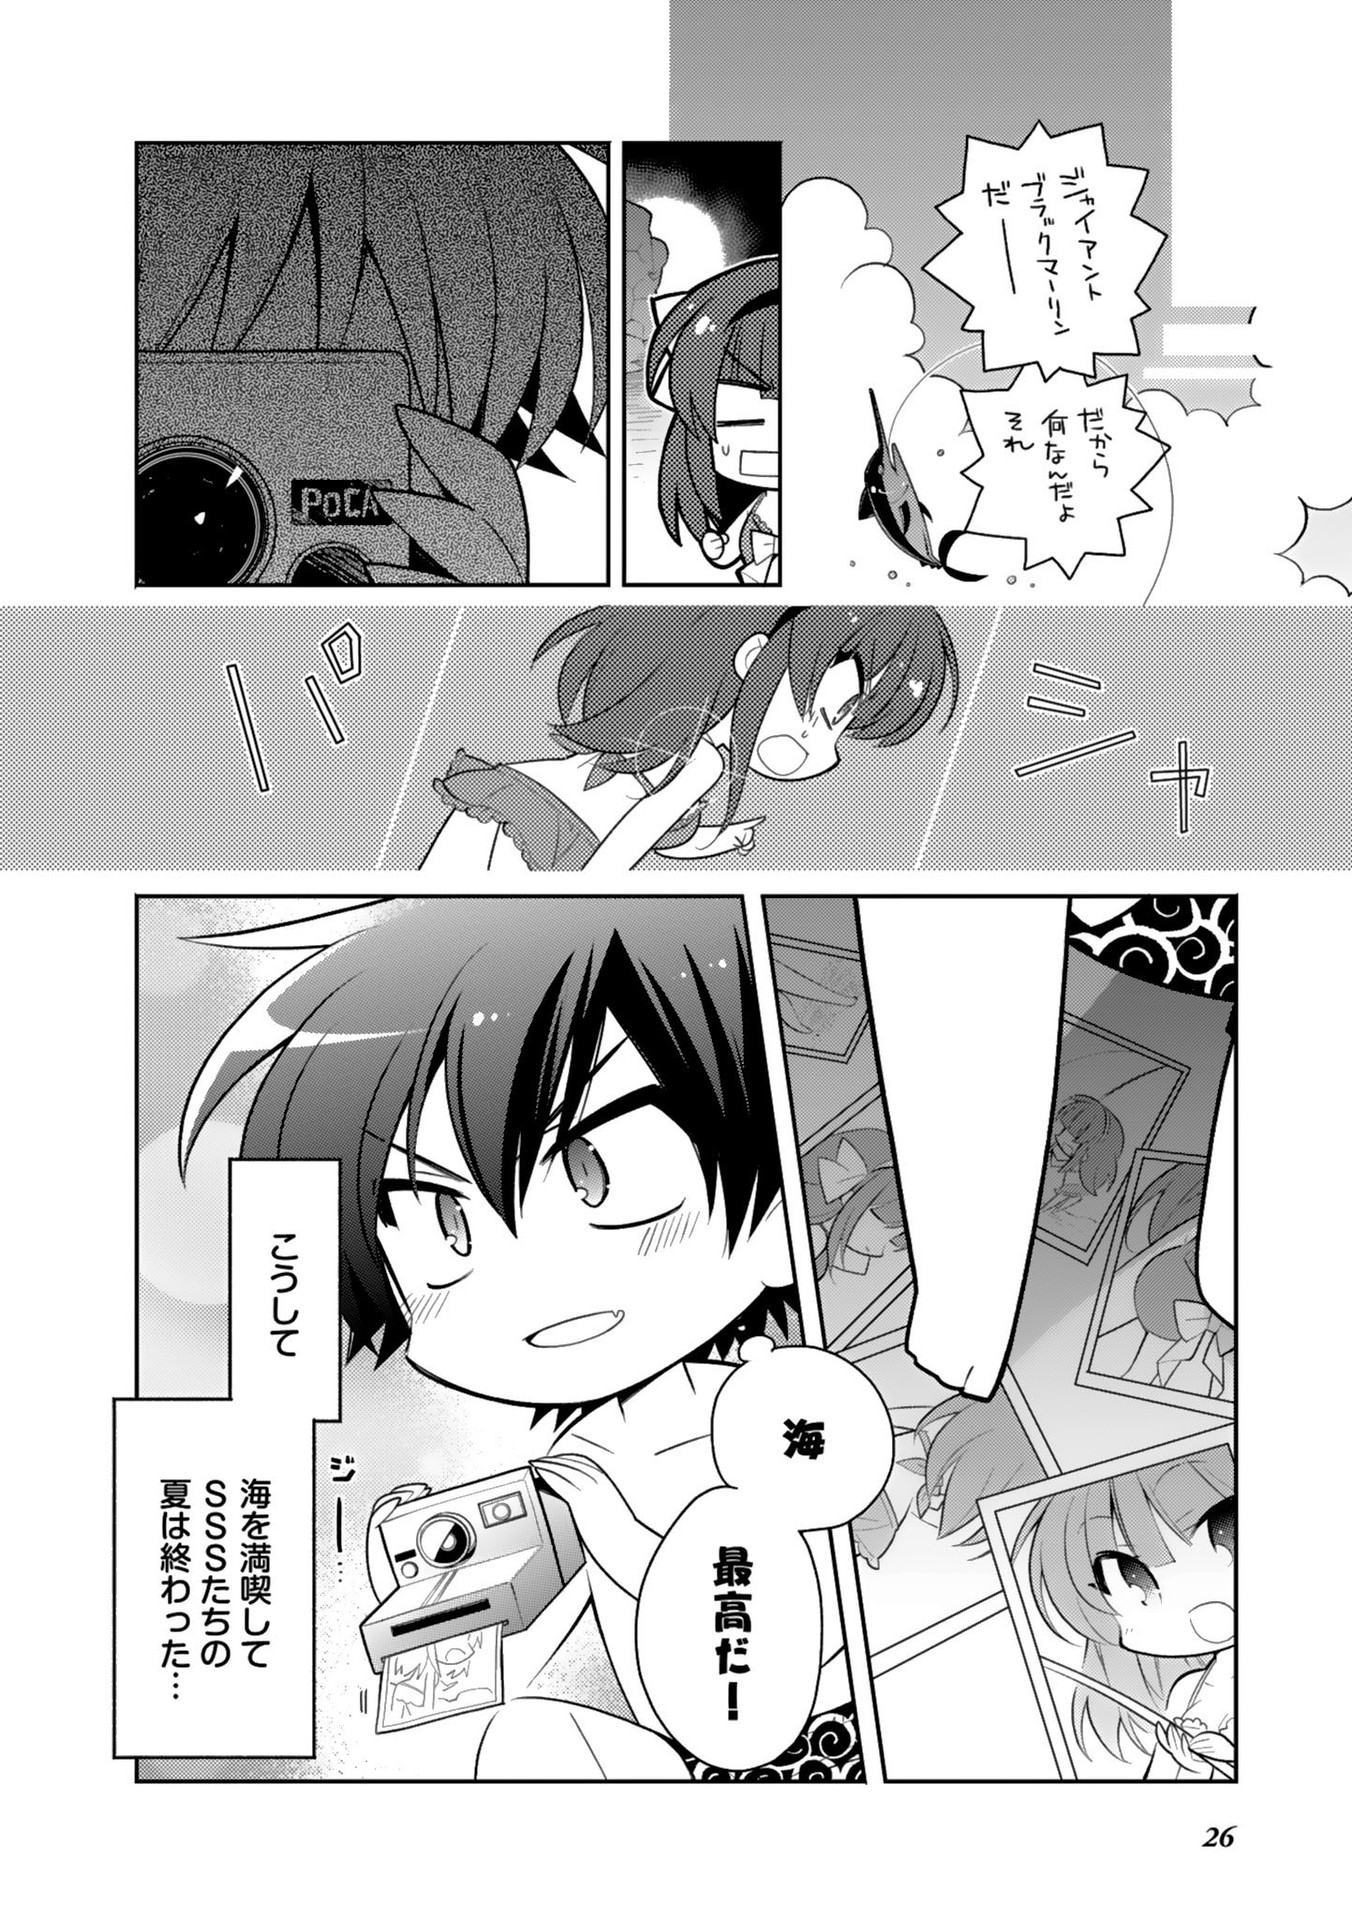 ジャイアント
ブラックマーリン
だーー
だから
何なんだよ
それ
POCA
パシャ
海
最高だ!
ジーー…
こうして
海を満喫して
SSSたちの
夏は終わった…
26